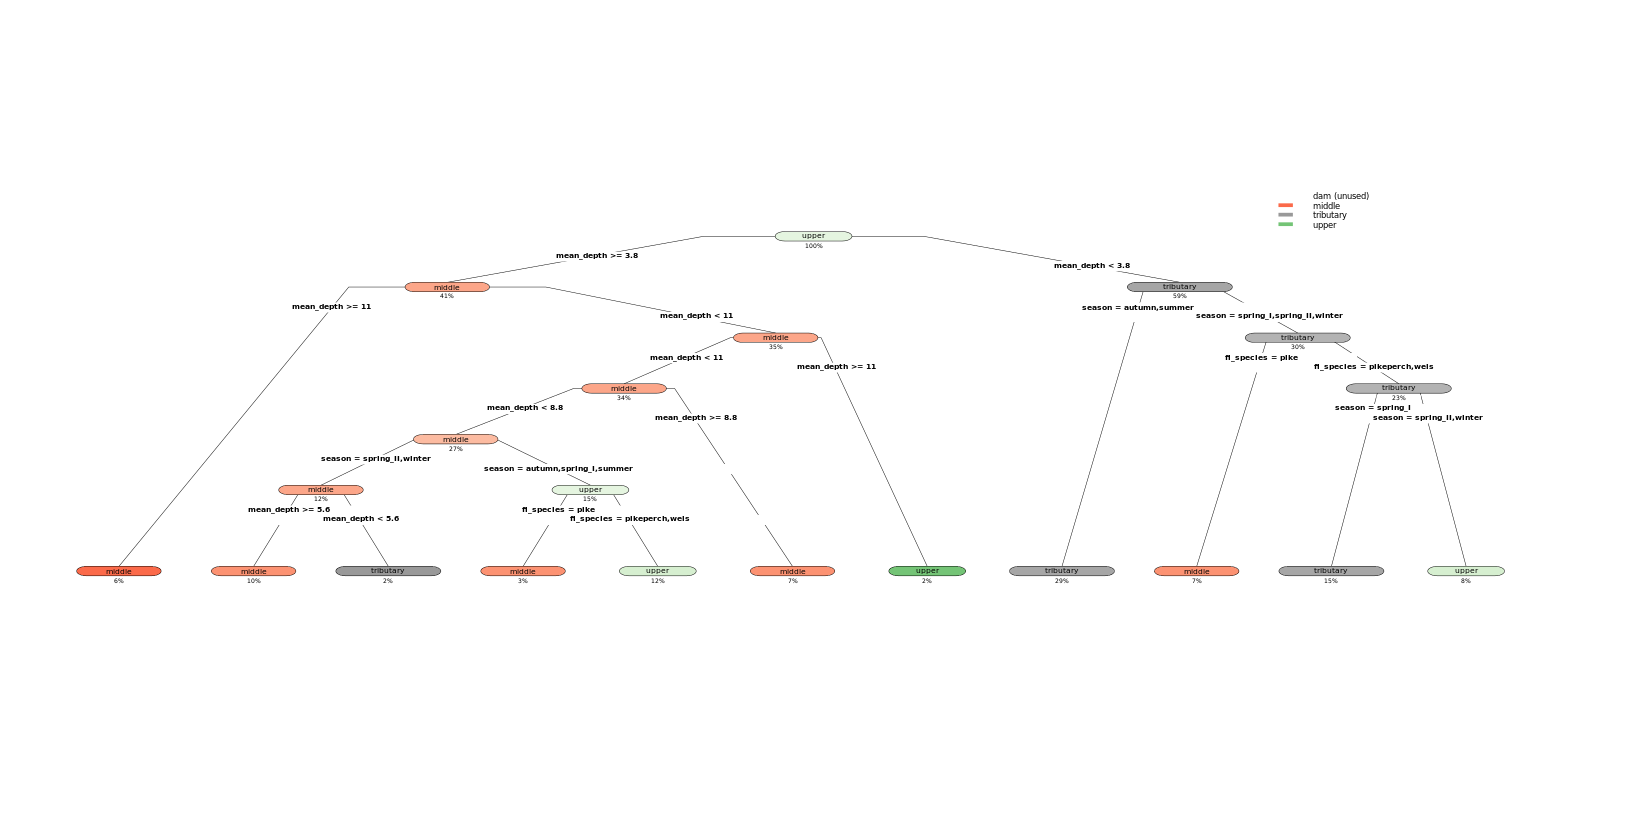 dam (unused)
middle
tributary
upper
upper
100%
mean_depth >= 3.8
mean_depth < 3.8
middle
41%
tributary
59%
mean_depth >= 11
mean_depth < 11
season = autumn,summer
season = spring_I,spring_II,winter
middle
35%
tributary
30%
mean_depth < 11
mean_depth >= 11
fi_species = pike
fi_species = pikeperch,wels
middle
34%
tributary
23%
mean_depth < 8.8
mean_depth >= 8.8
season = spring_I
season = spring_II,winter
middle
27%
season = spring_II,winter
season = autumn,spring_I,summer
middle
12%
upper
15%
mean_depth >= 5.6
mean_depth < 5.6
fi_species = pike
fi_species = pikeperch,wels
middle
6%
middle
10%
tributary
2%
middle
3%
upper
12%
middle
7%
upper
2%
tributary
29%
middle
7%
tributary
15%
upper
8%